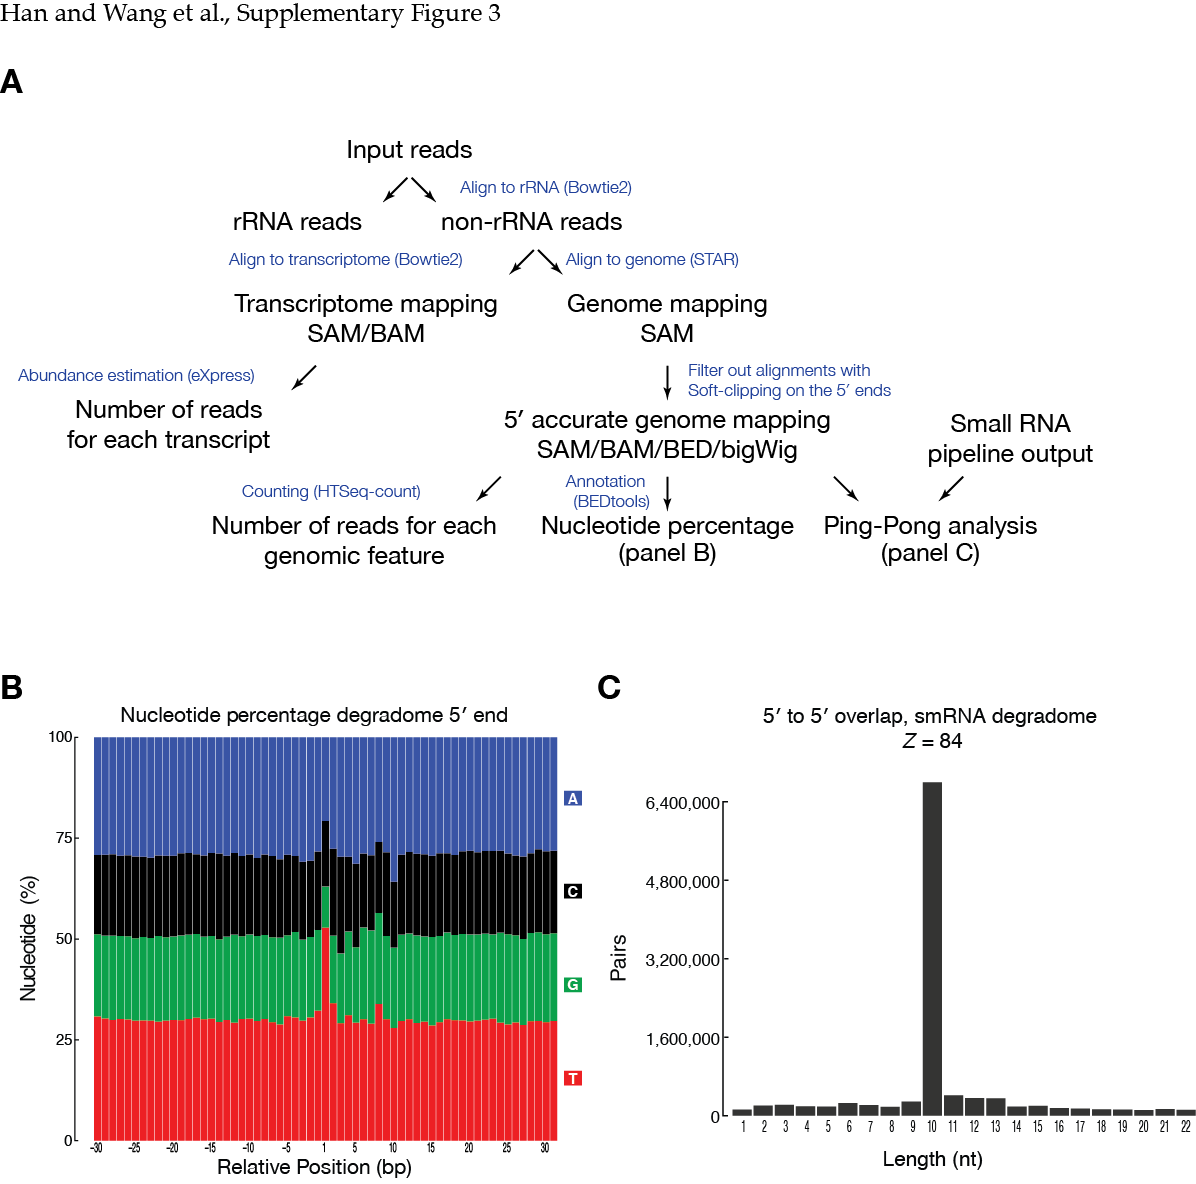 Han and Wang et al., Supplementary Figure 3
A
Input reads
Align to rRNA (Bowtie2)
rRNA reads
non-rRNA reads
Align to transcriptome (Bowtie2)
Align to genome (STAR)
Transcriptome mapping
SAM/BAM
Genome mapping
SAM
Abundance estimation (eXpress)
Filter out alignments with
Soft-clipping on the 5′ ends
Number of reads
for each transcript
5′ accurate genome mapping
SAM/BAM/BED/bigWig
Small RNA
pipeline output
Counting (HTSeq-count)
Annotation
(BEDtools)
Number of reads for each
genomic feature
Nucleotide percentage
(panel B)
Ping-Pong analysis
(panel C)
B
Nucleotide percentage degradome 5′ end
Nucleotide (%)
100
75
50
25
0
A
C
G
T
-30 -25 -20 -15 -10 -5 1 5 10 15 20 25 30
Relative Position (bp)
C
5′ to 5′ overlap, smRNA degradome
Z = 84
Pairs
6,400,000
4,800,000
3,200,000
1,600,000
0
1 2 3 4 5 6 7 8 9 10 11 12 13 14 15 16 17 18 19 20 21 22
Length (nt)